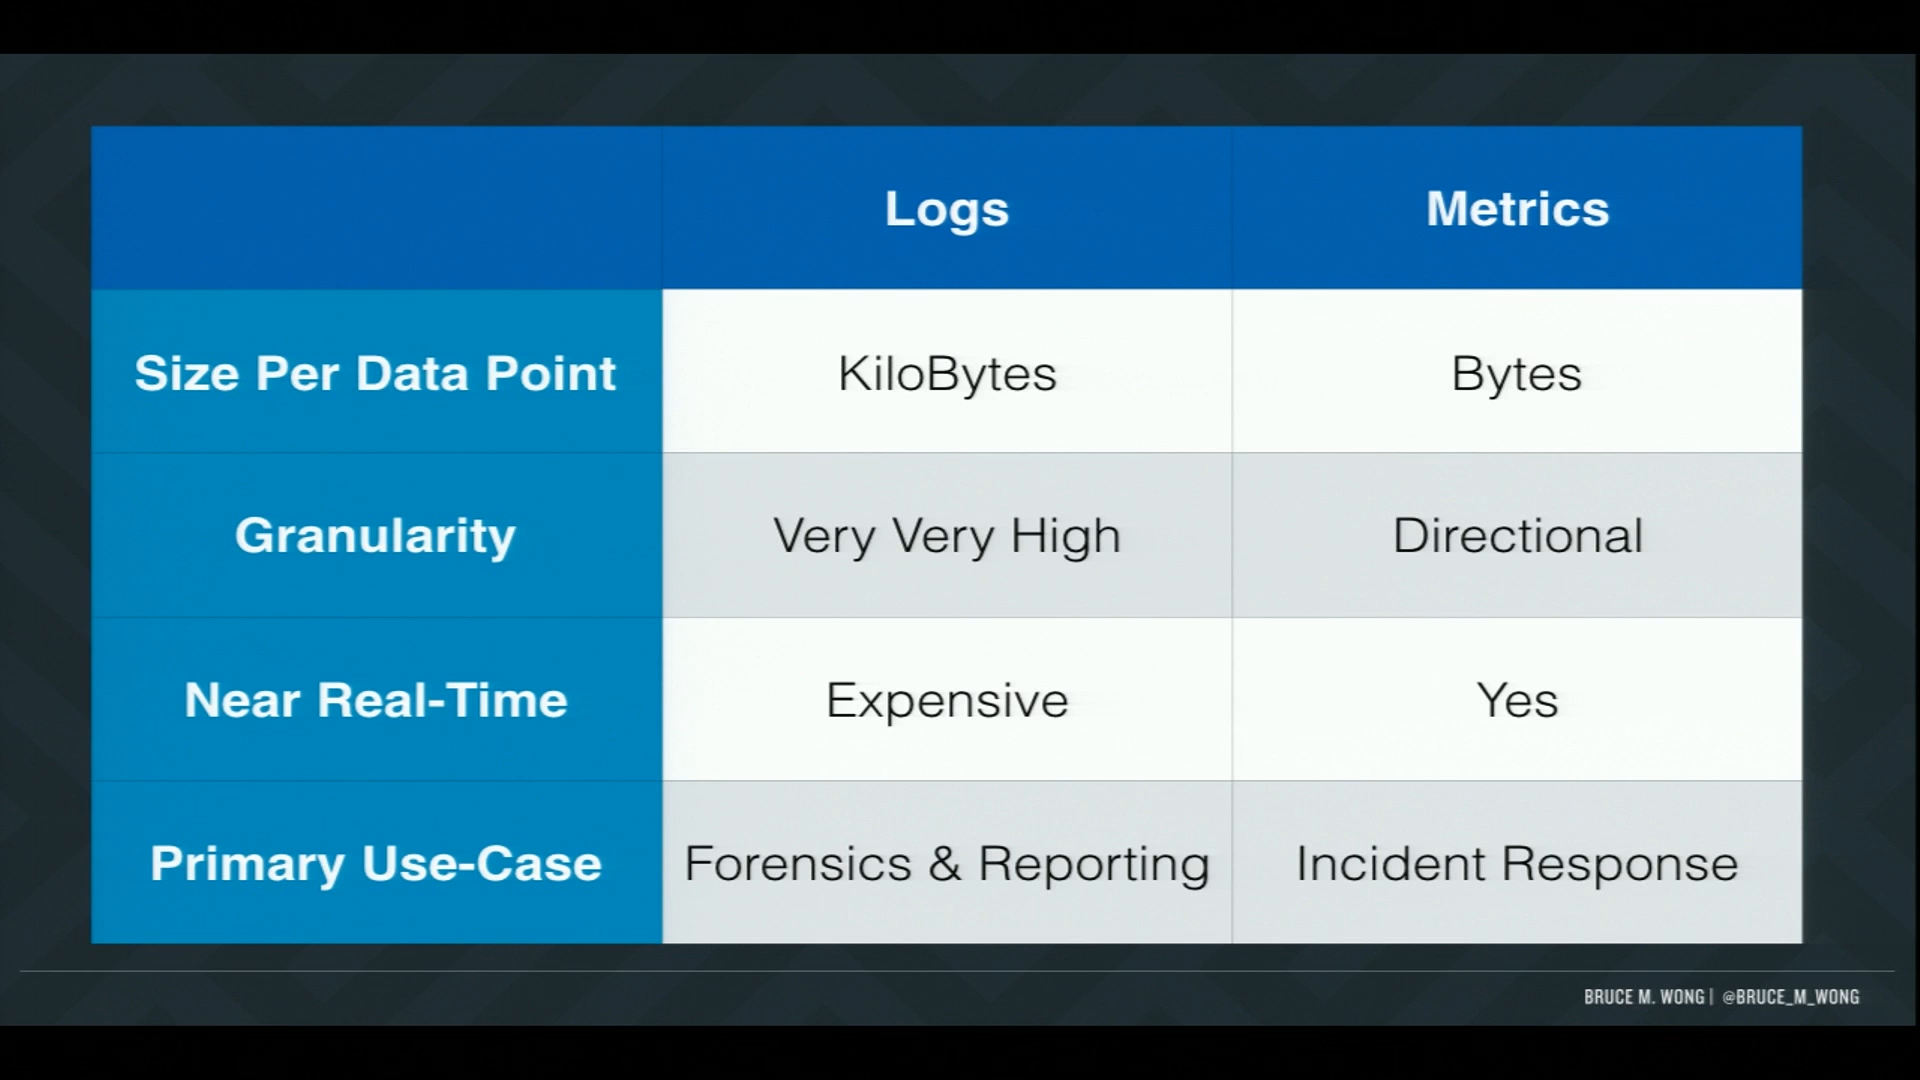 Logs Metrics
Size Per Data Point KiloBytes Bytes
Granularity Very Very High Directional
Near Real-Time Expensive Yes
Primary Use-Case Forensics & Reporting Incident Response
BRUCE M. WONG | @BRUCE_M_WONG